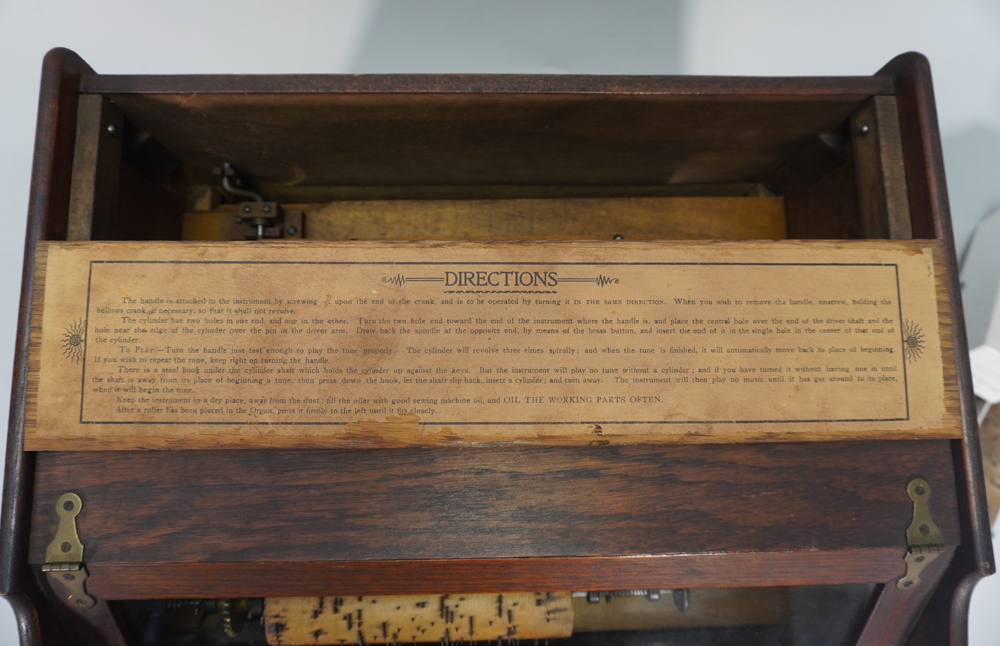 DIRECTIONS
The handle is attached to the instrument by screwing it upon the end of the crank, and is to be operated by turning it IN THE SAME DIRECTION. When you wish to remove the handle, unscrew, holding the
bellows crank, if necessary, so that it shall not revolve.
The cylinder has two holes in one end, and one in the other. Turn the two hole end toward the end of the instrument where the handle is, and place the central hole over the end of the driver shaft and the
hole near the edge of the cylinder over the pin in the driver arm. Draw back the spindle at the opposite end, by means of the brass button, and insert the end of it in the single hole in the center of that end of
the cylinder.
TO PLAY.—Turn the handle just fast enough to play the tune properly. The cylinder will revolve three times spirally; and when the tune is finished, it will automatically move back to place of beginning.
If you wish to repeat the tune, keep right on turning the handle.
There is a steel hook under the cylinder shaft which holds the cylinder up against the keys. But the instrument will play no tune without a cylinder; and if you have turned it without having one in until
the shaft is away from its place of beginning a tune, then press down the hook, let the shaft slip back, insert a cylinder; and turn away. The instrument will then play no music until it has got around to its place,
when it will begin the tune.
Keep the instrument in a dry place, away from the dust; fill the oiler with good sewing machine oil, and OIL THE WORKING PARTS OFTEN.
After a roller has been placed in the Organ, press it firmly to the left until it fits closely.